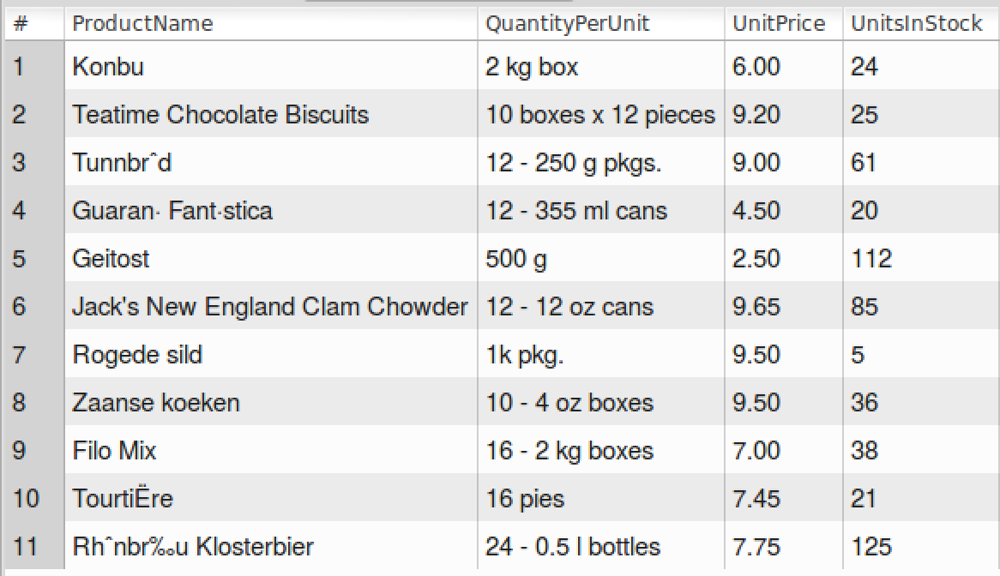 # ProductName QuantityPerUnit UnitPrice UnitsInStock
1 Konbu 2 kg box 6.00 24
2 Teatime Chocolate Biscuits 10 boxes x 12 pieces 9.20 25
3 Tunnbrˆd 12 - 250 g pkgs. 9.00 61
4 Guaran· Fant·stica 12 - 355 ml cans 4.50 20
5 Geitost 500 g 2.50 112
6 Jack's New England Clam Chowder 12 - 12 oz cans 9.65 85
7 Rogede sild 1k pkg. 9.50 5
8 Zaanse koeken 10 - 4 oz boxes 9.50 36
9 Filo Mix 16 - 2 kg boxes 7.00 38
10 TourtiËre 16 pies 7.45 21
11 Rhˆnbr‰u Klosterbier 24 - 0.5 l bottles 7.75 125